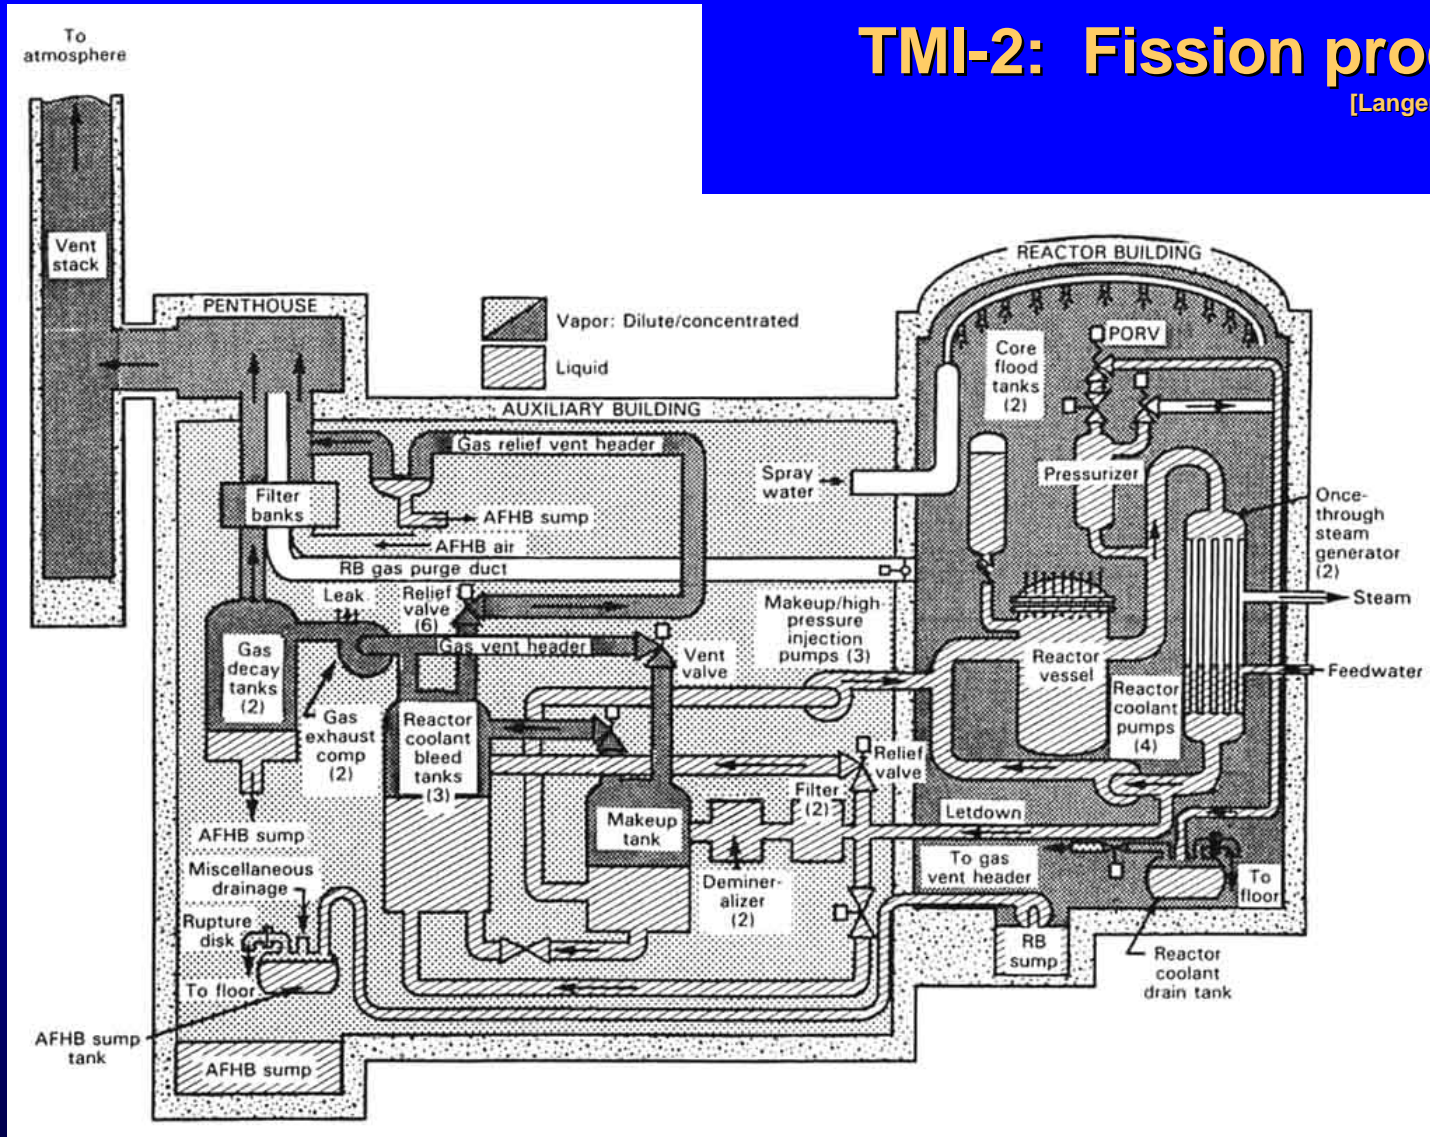 TMI-2: Fission pro
[Lange
To
atmosphere
Vent
stack
PENTHOUSE
Vapor: Dilute/concentrated
Liquid
REACTOR BUILDING
PORV
Core
flood
tanks
(2)
AUXILIARY BUILDING
Gas relief vent header
Spray
water
Pressurizer
Once-
through
steam
generator
(2)
Filter
banks
AFHB sump
AFHB air
RB gas purge duct
Leak
Relief
valve
(6)
Makeup/high-
pressure
injection
pumps (3)
Steam
Gas
decay
tanks
(2)
Gas vent header
Vent
valve
Reactor
vessel
Feedwater
Reactor
coolant
pumps
(4)
Gas
exhaust
comp
(2)
Reactor
coolant
bleed
tanks
(3)
Relief
valve
Filter
(2)
Makeup
tank
Letdown
AFHB sump
Miscellaneous
drainage
To gas
vent header
Deminer-
alizer
(2)
To
floor
Rupture
disk
RB
sump
Reactor
coolant
drain tank
To floor
AFHB sump
tank
AFHB sump